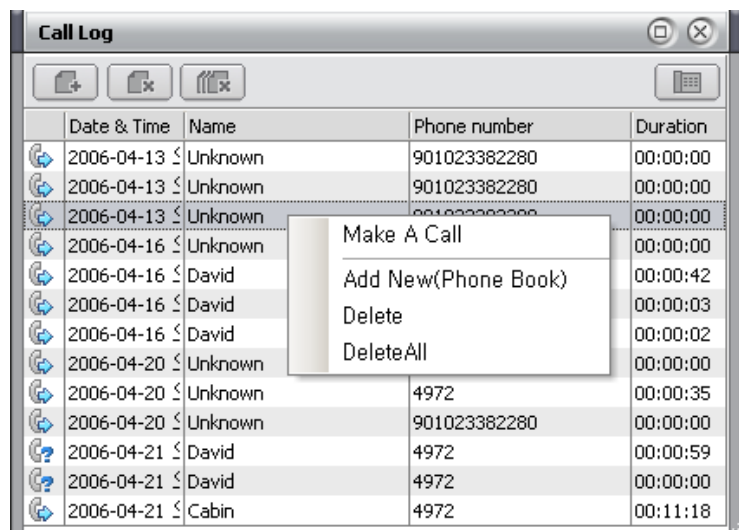 Call Log
Date & Time Name Phone number Duration
2006-04-13 Unknown 901023382280 00:00:00
2006-04-13 Unknown 901023382280 00:00:00
2006-04-13 Unknown 00:00:00
Make A Call
2006-04-16 Unknown 00:00:00
2006-04-16 David 00:00:42
Add New(Phone Book)
2006-04-16 David 00:00:03
Delete
2006-04-16 David 00:00:02
DeleteAll
2006-04-20 Unknown 00:00:00
2006-04-20 Unknown 4972 00:00:35
2006-04-20 Unknown 901023382280 00:00:00
2006-04-21 David 4972 00:00:59
2006-04-21 David 4972 00:00:00
2006-04-21 Cabin 4972 00:11:18